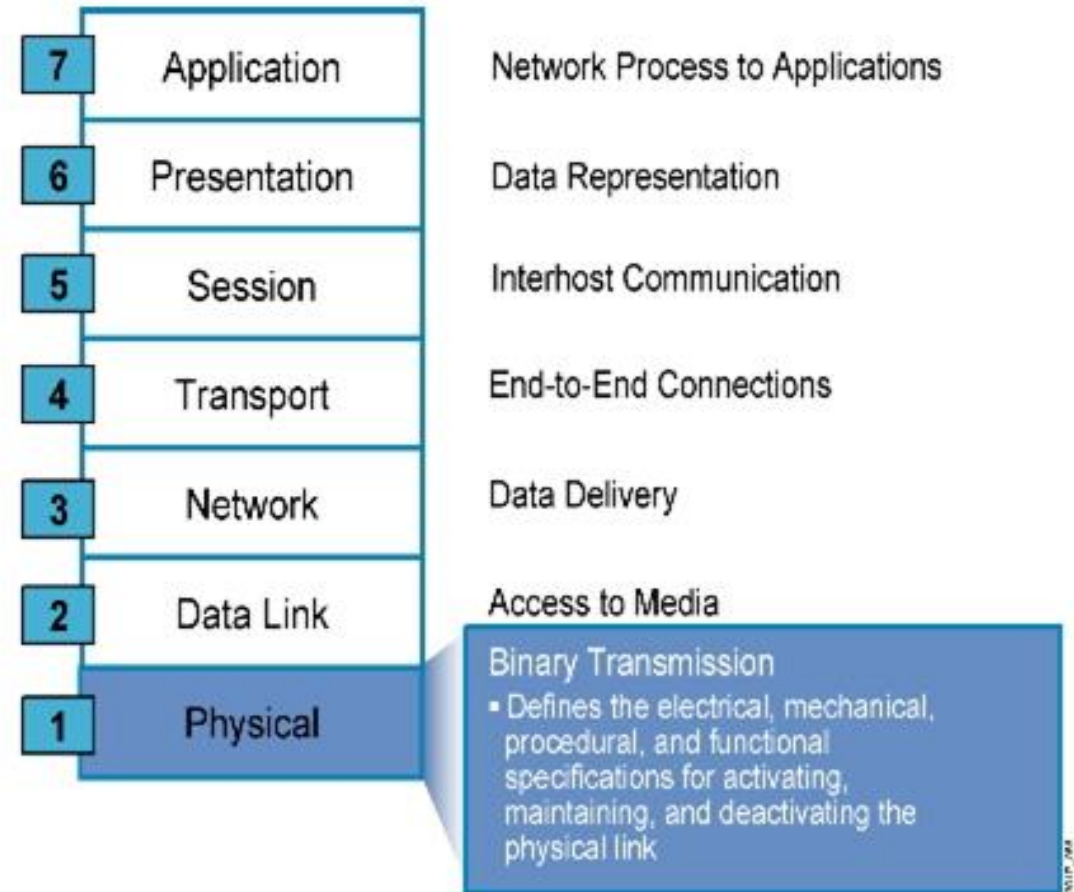 7 Application Network Process to Applications
6 Presentation Data Representation
5 Session Interhost Communication
4 Transport End-to-End Connections
3 Network Data Delivery
2 Data Link Access to Media
1 Physical Binary Transmission
▪ Defines the electrical, mechanical,
procedural, and functional
specifications for activating,
maintaining, and deactivating the
physical link